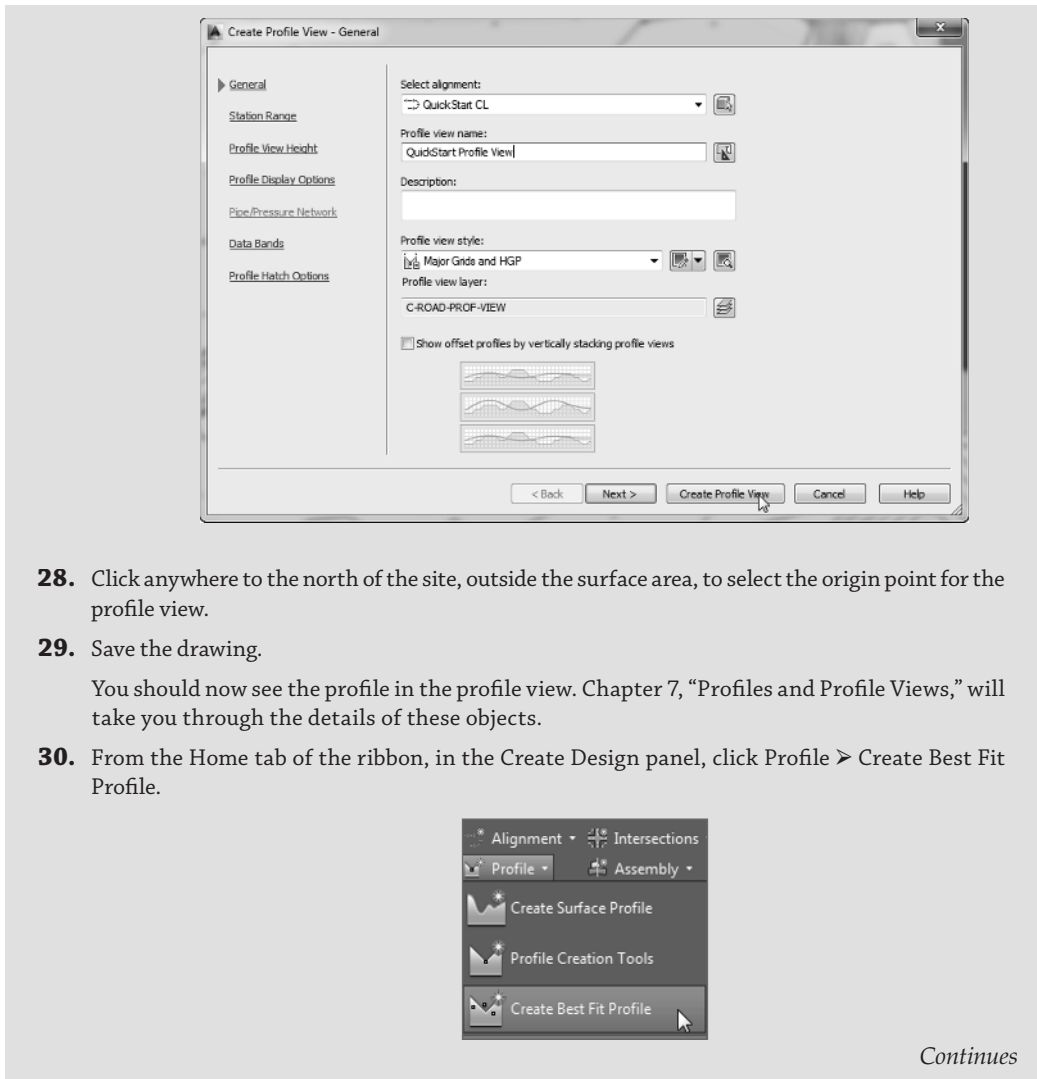 Create Profile View - General
x
General
Station Range
Profile View Height
Profile Display Options
Pipe/Pressure Network
Data Bands
Profile Hatch Options
Select alignment:
QuickStart CL
Profile view name:
QuickStart Profile View
Description:
Profile view style:
Major Grids and HGP
Profile view layer:
C-ROAD-PROF-VIEW
Show offset profiles by vertically stacking profile views
< Back Next > Create Profile View Cancel Help
28. Click anywhere to the north of the site, outside the surface area, to select the origin point for the
profile view.
29. Save the drawing.
You should now see the profile in the profile view. Chapter 7, “Profiles and Profile Views,” will
take you through the details of these objects.
30. From the Home tab of the ribbon, in the Create Design panel, click Profile ➢ Create Best Fit
Profile.
Alignment Intersections
Profile Assembly
Create Surface Profile
Profile Creation Tools
Create Best Fit Profile
Continues